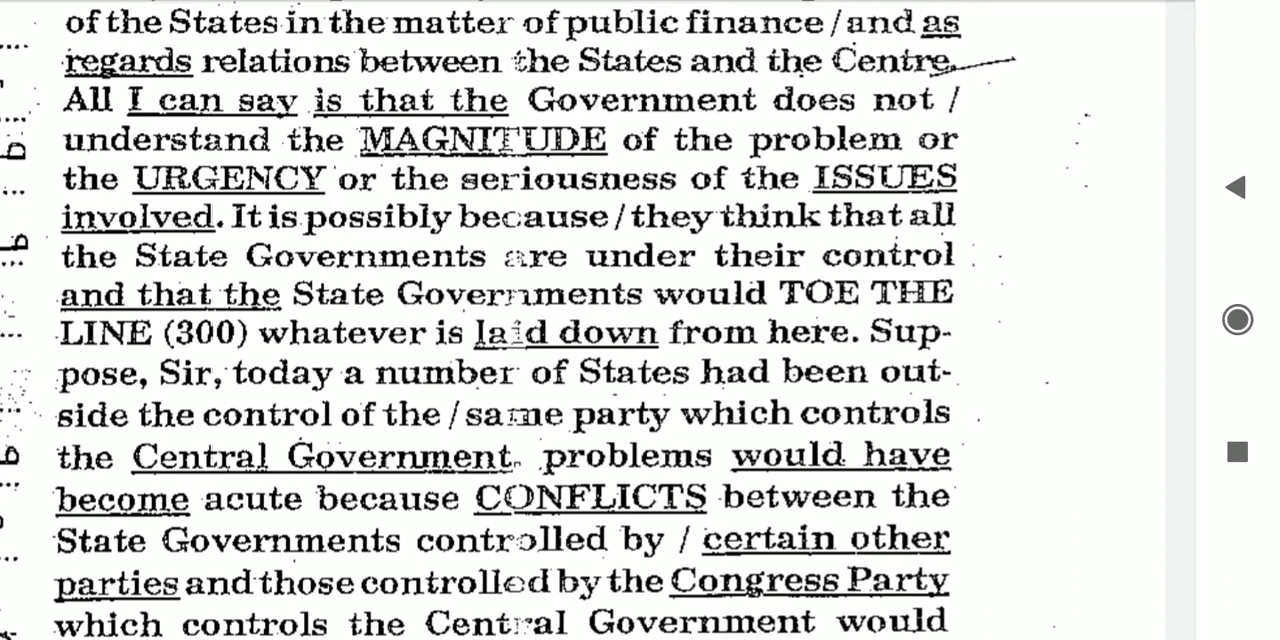 of the States in the matter of public finance / and as
regards relations between the States and the Centre.
All I can say is that the Government does not /
understand the MAGNITUDE of the problem or
the URGENCY or the seriousness of the ISSUES
involved. It is possibly because / they think that all
the State Governments are under their control
and that the State Governments would TOE THE
LINE (300) whatever is laid down from here. Sup-
pose, Sir, today a number of States had been out-
side the control of the / same party which controls
the Central Government, problems would have
become acute because CONFLICTS between the
State Governments controlled by / certain other
parties and those controlled by the Congress Party
which controls the Central Government would